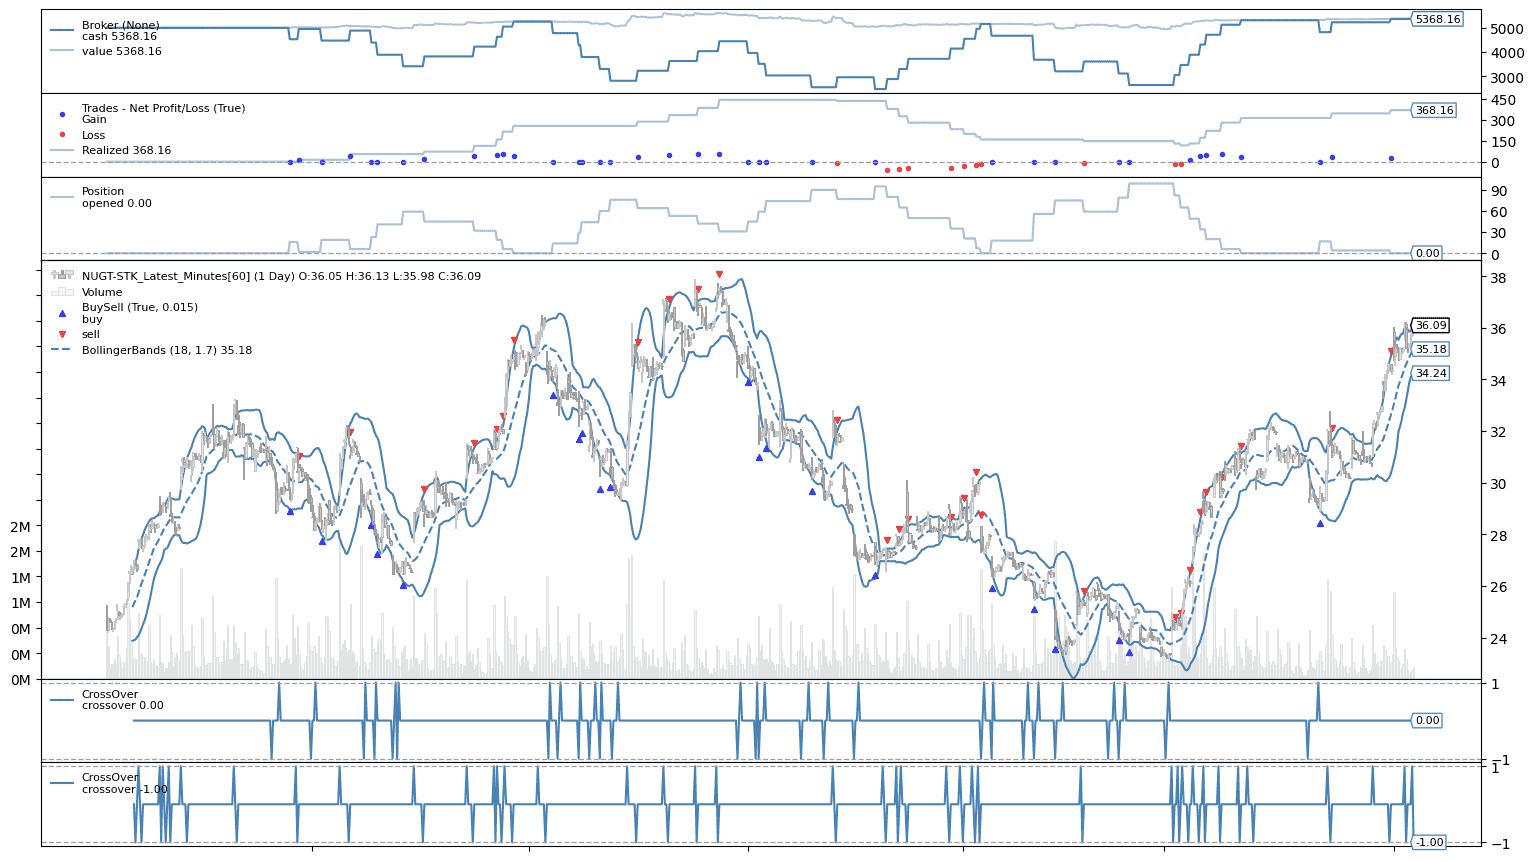 Broker (None)
cash 5368.16
value 5368.16
5368.16
5000
4000
3000
Trades - Net Profit/Loss (True)
Gain
Loss
Realized 368.16
450
368.16
300
150
0
Position
opened 0.00
90
60
30
0
0.00
NUGT-STK_Latest_Minutes[60] (1 Day) O:36.05 H:36.13 L:35.98 C:36.09
Volume
BuySell (True, 0.015)
buy
sell
BollingerBands (18, 1.7) 35.18
38
36
36.09
35.18
34
34.24
32
30
28
26
24
2M
2M
1M
1M
0M
0M
0M
CrossOver
crossover 0.00
1
0.00
−1
CrossOver
crossover -1.00
1
-1.00
−1